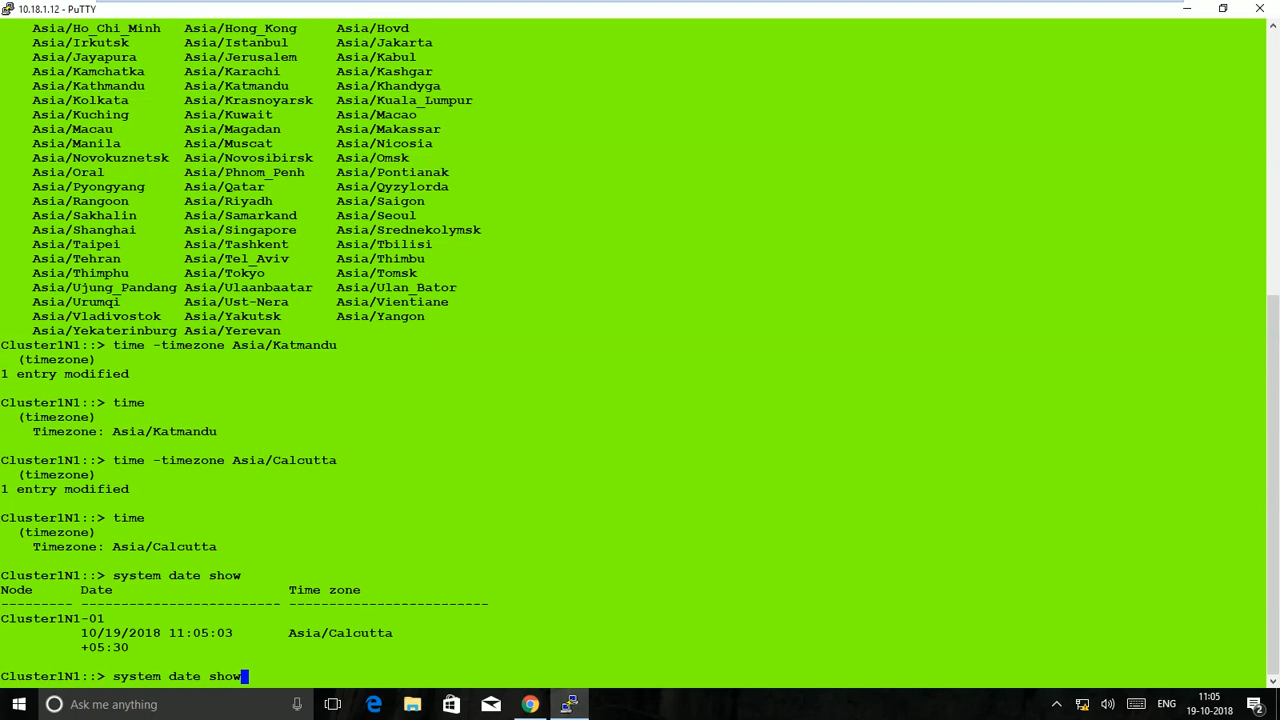 10.18.1.12 - PuTTY
Asia/Ho_Chi_Minh Asia/Hong_Kong Asia/Hovd
Asia/Irkutsk Asia/Istanbul Asia/Jakarta
Asia/Jayapura Asia/Jerusalem Asia/Kabul
Asia/Kamchatka Asia/Karachi Asia/Kashgar
Asia/Kathmandu Asia/Katmandu Asia/Khandyga
Asia/Kolkata Asia/Krasnoyarsk Asia/Kuala_Lumpur
Asia/Kuching Asia/Kuwait Asia/Macao
Asia/Macau Asia/Magadan Asia/Makassar
Asia/Manila Asia/Muscat Asia/Nicosia
Asia/Novokuznetsk Asia/Novosibirsk Asia/Omsk
Asia/Oral Asia/Phnom_Penh Asia/Pontianak
Asia/Pyongyang Asia/Qatar Asia/Qyzylorda
Asia/Rangoon Asia/Riyadh Asia/Saigon
Asia/Sakhalin Asia/Samarkand Asia/Seoul
Asia/Shanghai Asia/Singapore Asia/Srednekolymsk
Asia/Taipei Asia/Tashkent Asia/Tbilisi
Asia/Tehran Asia/Tel_Aviv Asia/Thimbu
Asia/Thimphu Asia/Tokyo Asia/Tomsk
Asia/Ujung_Pandang Asia/Ulaanbaatar Asia/Ulan_Bator
Asia/Urumqi Asia/Ust-Nera Asia/Vientiane
Asia/Vladivostok Asia/Yakutsk Asia/Yangon
Asia/Yekaterinburg Asia/Yerevan
Cluster1N1::> time -timezone Asia/Katmandu
(timezone)
1 entry modified
Cluster1N1::> time
(timezone)
Timezone: Asia/Katmandu
Cluster1N1::> time -timezone Asia/Calcutta
(timezone)
1 entry modified
Cluster1N1::> time
(timezone)
Timezone: Asia/Calcutta
Cluster1N1::> system date show
Node Date Time zone
--------- ------------------------- -------------------------
Cluster1N1-01
10/19/2018 11:05:03 Asia/Calcutta
+05:30
Cluster1N1::> system date show
Ask me anything
ENG
11:05
19-10-2018
2